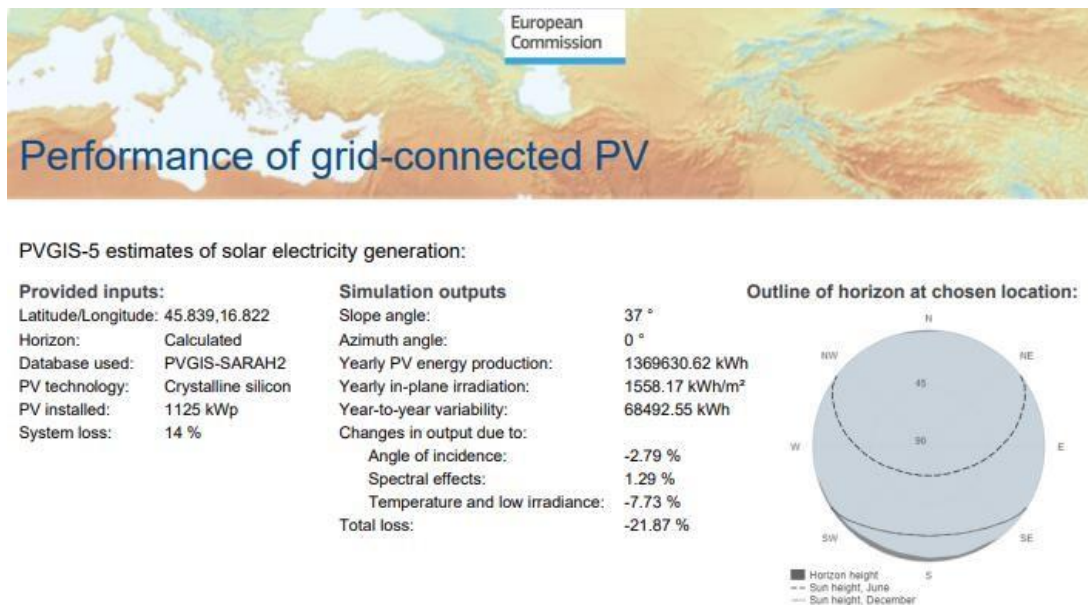 European
Commission
Performance of grid-connected PV
PVGIS-5 estimates of solar electricity generation:
Provided inputs:
Latitude/Longitude: 45.839,16.822
Horizon: Calculated
Database used: PVGIS-SARAH2
PV technology: Crystalline silicon
PV installed: 1125 kWp
System loss: 14 %
Simulation outputs
Slope angle: 37 °
Azimuth angle: 0 °
Yearly PV energy production: 1369630.62 kWh
Yearly in-plane irradiation: 1558.17 kWh/m²
Year-to-year variability: 68492.55 kWh
Changes in output due to:
Angle of incidence: -2.79 %
Spectral effects: 1.29 %
Temperature and low irradiance: -7.73 %
Total loss: -21.87 %
Outline of horizon at chosen location:
N
NW
NE
45
90
W
E
SW
SE
S
Horizon height
Sun height, June
Sun height, December